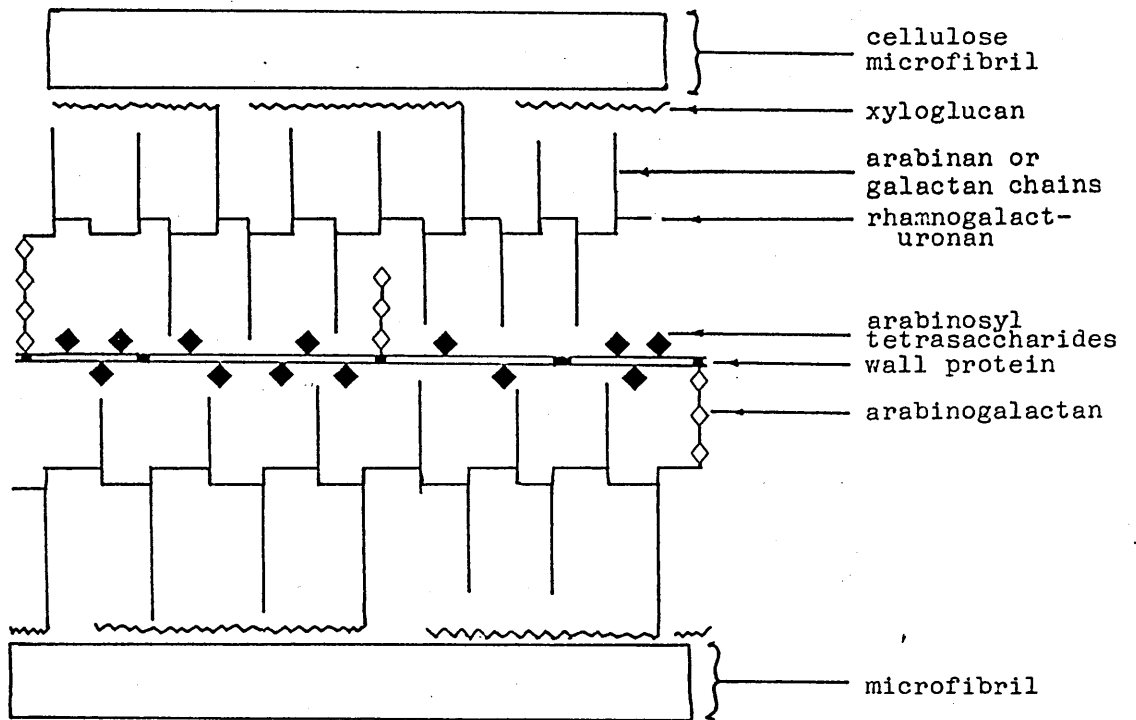 cellulose
microfibril
xyloglucan
arabinan or
galactan chains
rhamnogalact-
uronan
arabinosyl
tetrasaccharides
wall protein
arabinogalactan
microfibril